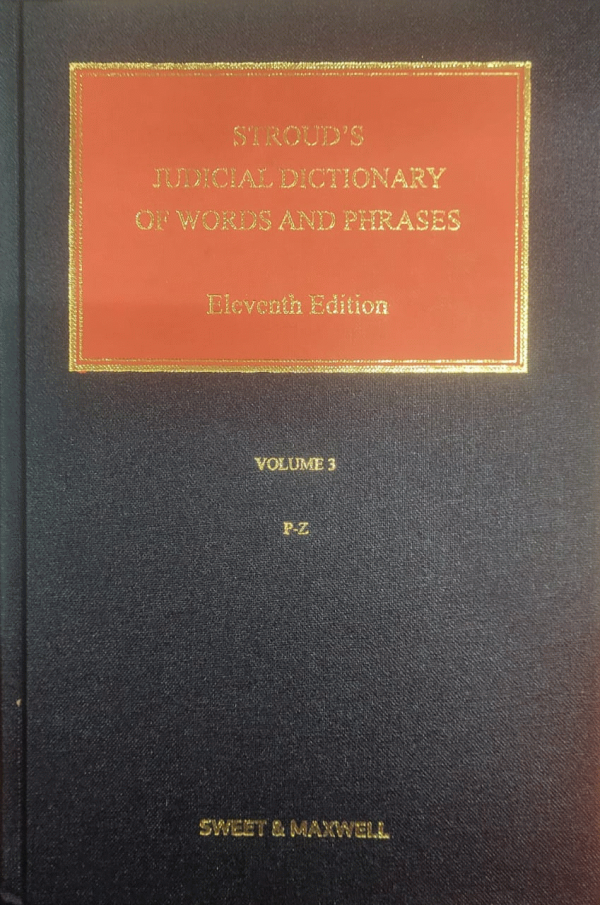 STROUD'S
JUDICIAL DICTIONARY
OF WORDS AND PHRASES
Eleventh Edition
VOLUME 3
P-Z
SWEET & MAXWELL